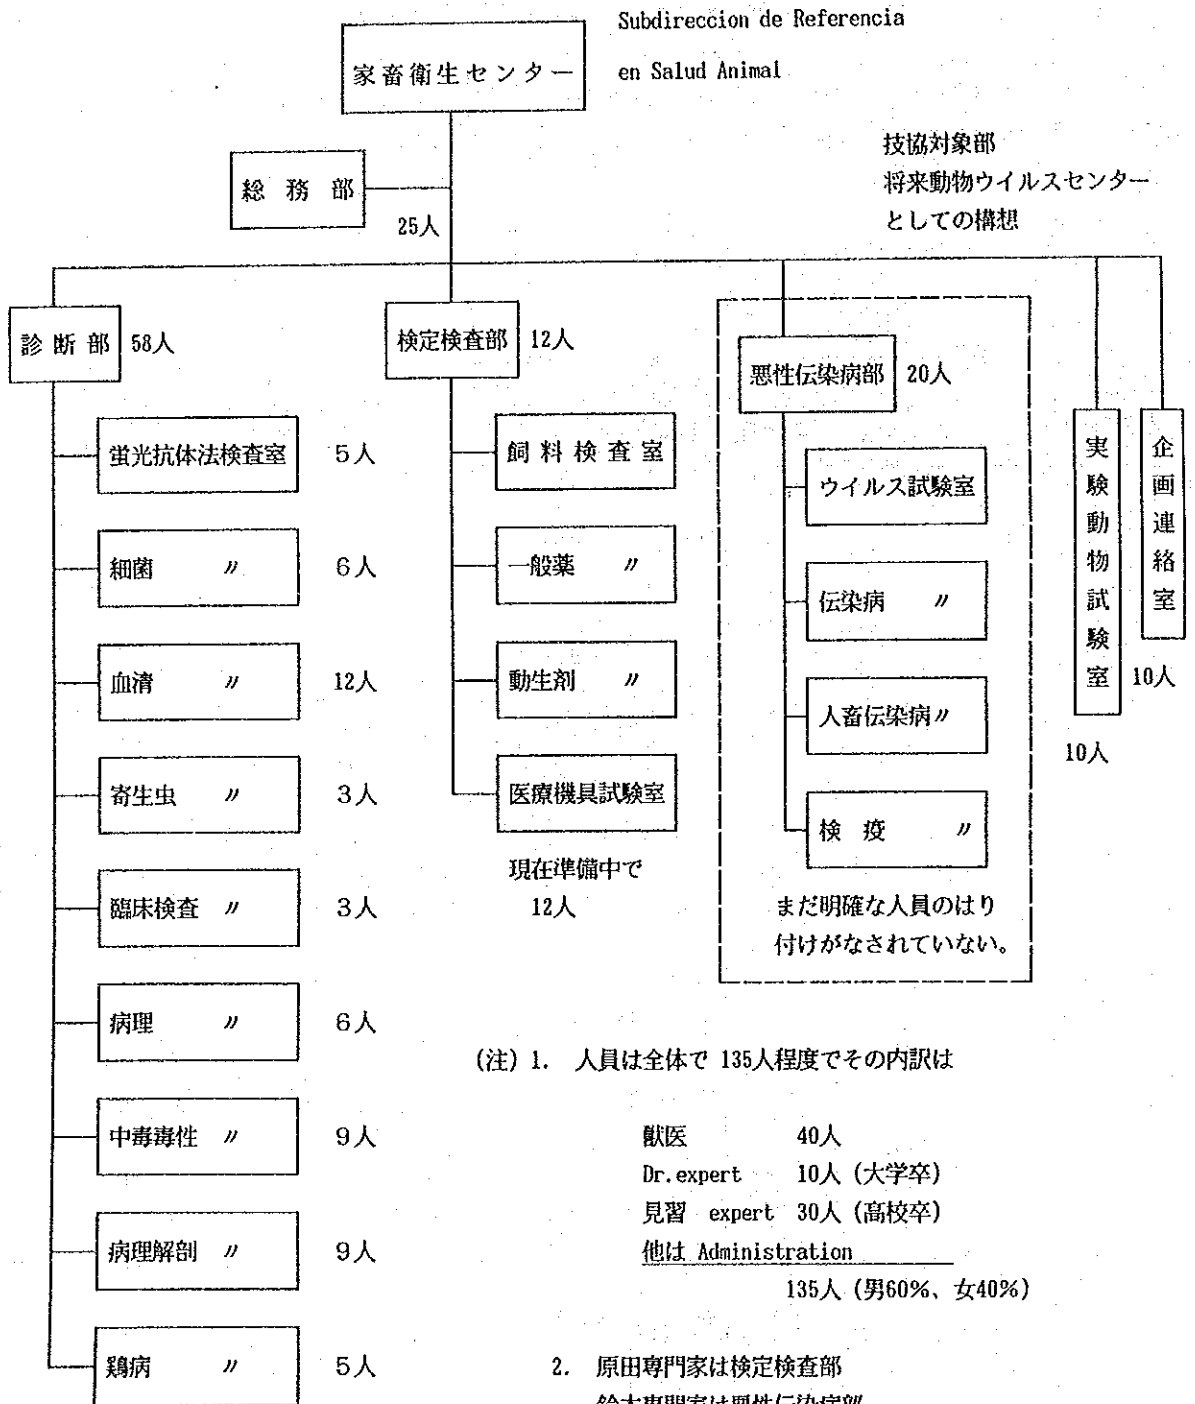 Subdireccion de Referencia
en Salud Animal
家畜衛生センター
総務部
25人
技協対象部
将来動物ウイルスセンター
としての構想
診断部 58人
蛍光抗体法検査室 5人
細菌 〃 6人
血清 〃 12人
寄生虫 〃 3人
臨床検査 〃 3人
病理 〃 6人
中毒毒性 〃 9人
病理解剖 〃 9人
鶏病 〃 5人
検定検査部 12人
飼料検査室
一般薬 〃
動生剤 〃
医療機具試験室
現在準備中で
12人
悪性伝染病部 20人
ウイルス試験室
伝染病 〃
人畜伝染病〃
検疫 〃
まだ明確な人員のはり
付けがなされていない。
実験動物試験室
10人
企画連絡室
10人
(注) 1. 人員は全体で 135人程度でその内訳は
獣医 40人
Dr.expert 10人 (大学卒)
見習 expert 30人 (高校卒)
他は Administration
135人 (男60%、女40%)
2. 原田専門家は検定検査部
鈴木専門家は悪性伝染病部